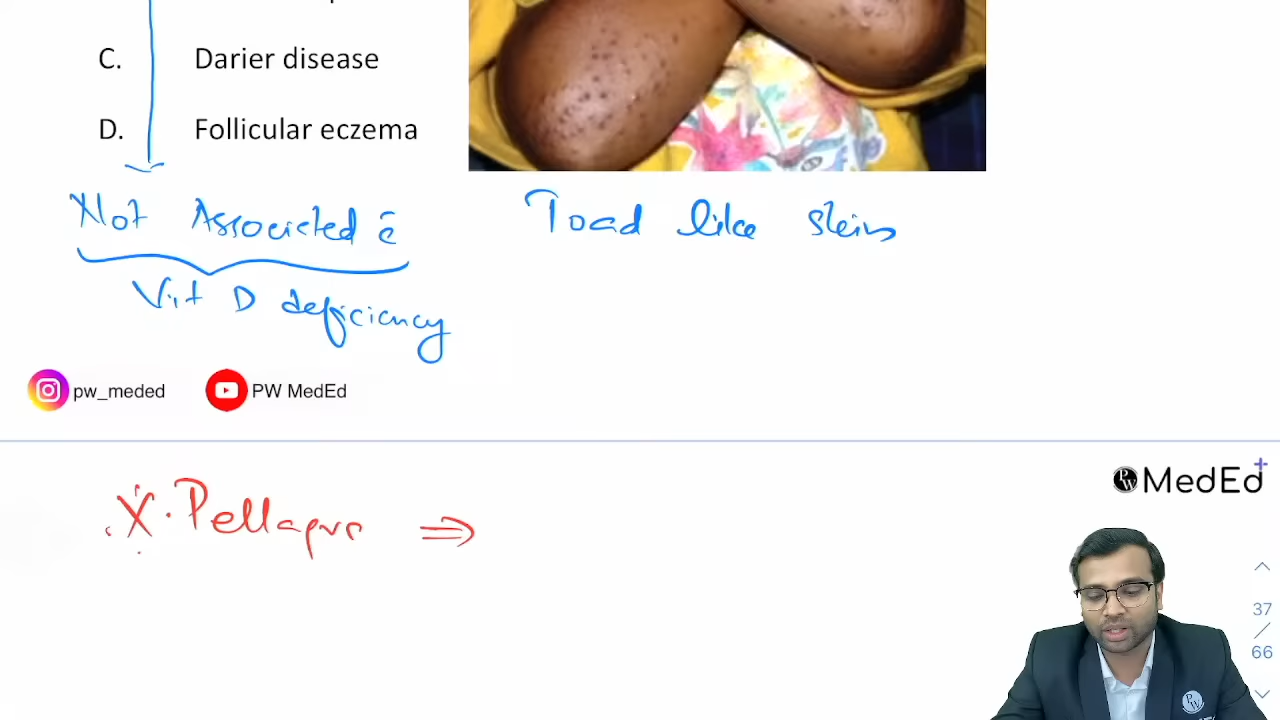 C. Darier disease
D. Follicular eczema
Not Associated c̄
Vit D deficiency
Toad like skin
pw_meded PW MedEd
MedEd
X. Pellagra ⇒
37
/
66